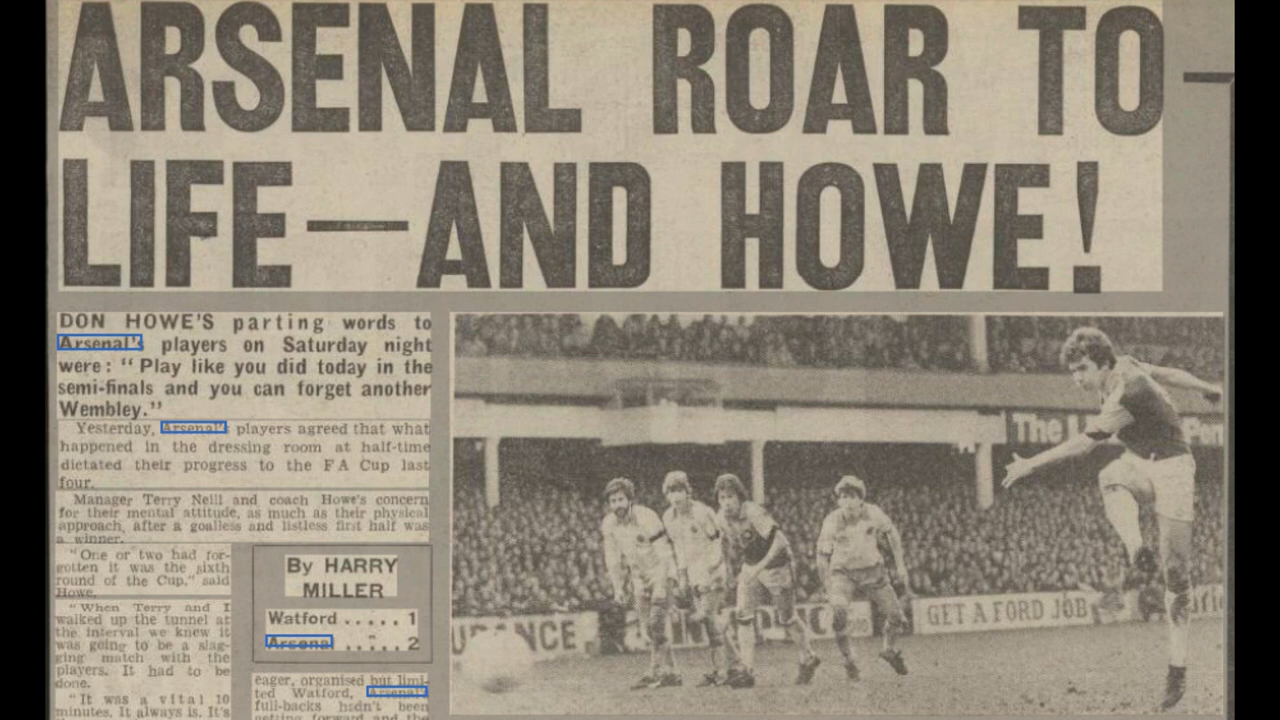 ARSENAL ROAR TO
LIFE—AND HOWE!
DON HOWE'S parting words to
Arsenal's players on Saturday night
were: "Play like you did today in the
semi-finals and you can forget another
Wembley."
Yesterday, Arsenal's players agreed that what
happened in the dressing room at half-time
dictated their progress to the FA Cup last
four.
Manager Terry Neill and coach Howe's concern
for their mental attitude, as much as their physical
approach, after a goalless and listless first half was
a winner.
"One or two had for-
gotten it was the sixth
round of the Cup," said
Howe.
"When Terry and I
walked up the tunnel at
the interval we knew it
was going to be a slag-
ging match with the
players. It had to be
done.
"It was a vital 10
minutes. It always is. It's
By HARRY
MILLER
Watford ..... 1
Arsenal ..... 2
eager, organised but limi-
ted Watford, Arsenal's
full-backs hadn't been
getting forward and the
The
URANCE
GET A FORD JOB